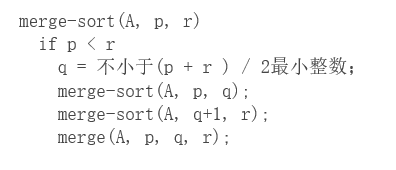 merge-sort(A, p, r)
if p < r
q = 不小于(p + r ) / 2最小整数;
merge-sort(A, p, q);
merge-sort(A, q+1, r);
merge(A, p, q, r);